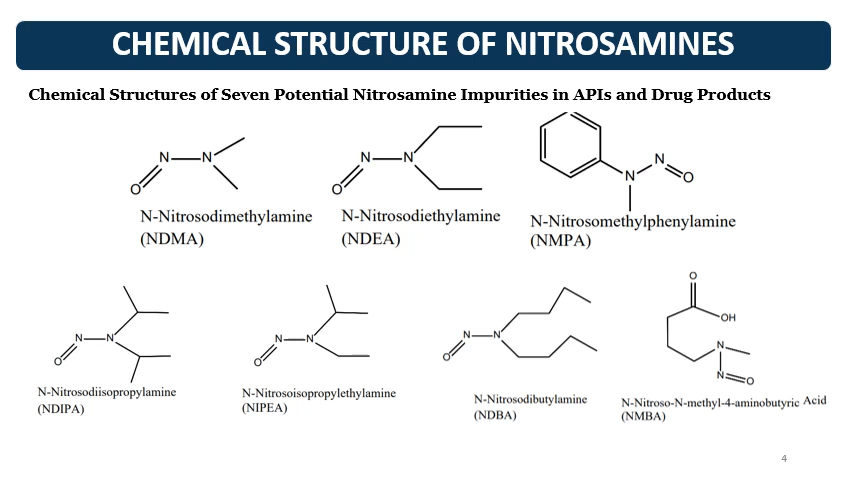 CHEMICAL STRUCTURE OF NITROSAMINES
Chemical Structures of Seven Potential Nitrosamine Impurities in APIs and Drug Products
N N O
N-Nitrosodimethylamine
(NDMA)
N N O
N-Nitrosodiethylamine
(NDEA)
N N O
N-Nitrosomethylphenylamine
(NMPA)
N N O
N-Nitrosodiisopropylamine
(NDIPA)
N N O
N-Nitrosoisopropylethylamine
(NIPEA)
N N O
N-Nitrosodibutylamine
(NDBA)
O
OH
N
N O
N-Nitroso-N-methyl-4-aminobutyric Acid
(NMBA)
4